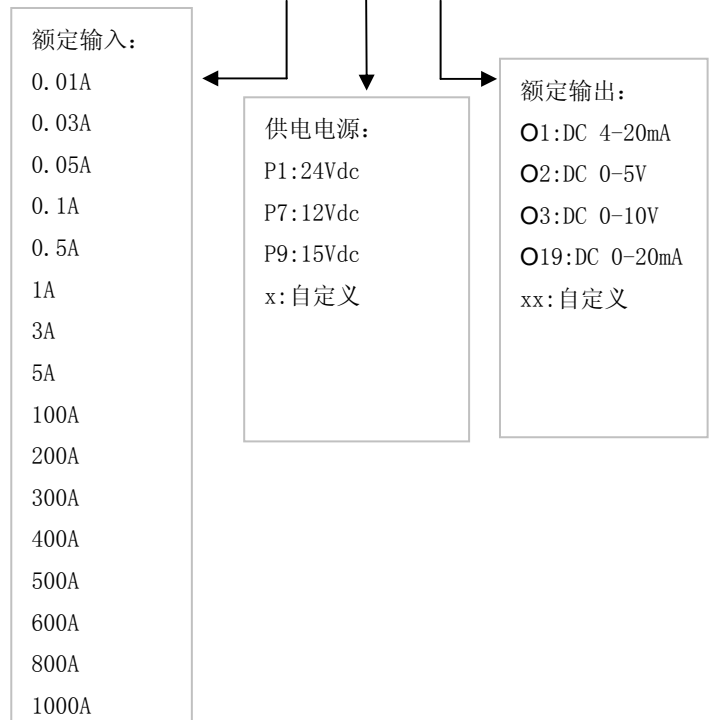 额定输入：
0.01A
0.03A
0.05A
0.1A
0.5A
1A
3A
5A
100A
200A
300A
400A
500A
600A
800A
1000A
供电电源：
P1:24Vdc
P7:12Vdc
P9:15Vdc
x:自定义
额定输出：
O1:DC 4-20mA
O2:DC 0-5V
O3:DC 0-10V
O19:DC 0-20mA
xx:自定义